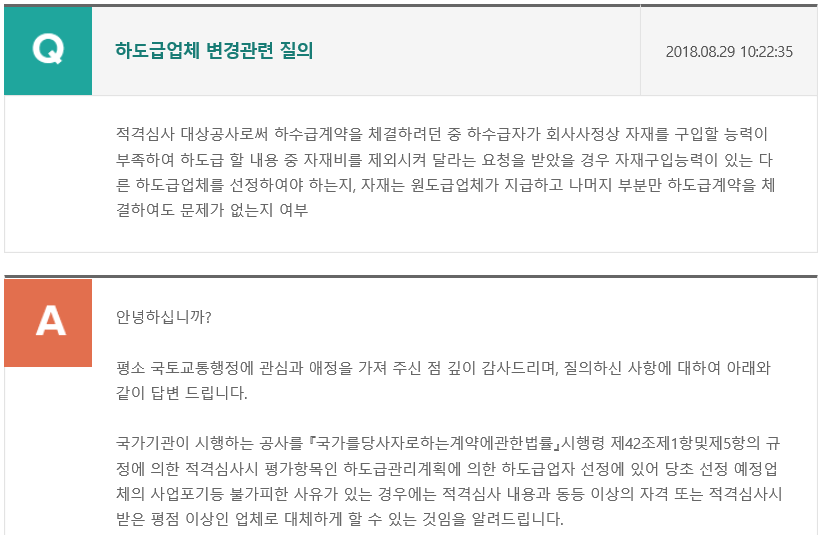 Q
하도급업체 변경관련 질의
2018.08.29 10:22:35
적격심사 대상공사로써 하수급계약을 체결하려던 중 하수급자가 회사사정상 자재를 구입할 능력이
부족하여 하도급 할 내용 중 자재비를 제외시켜 달라는 요청을 받았을 경우 자재구입능력이 있는 다
른 하도급업체를 선정하여야 하는지, 자재는 원도급업체가 지급하고 나머지 부분만 하도급계약을 체
결하여도 문제가 없는지 여부
A
안녕하십니까?
평소 국토교통행정에 관심과 애정을 가져 주신 점 깊이 감사드리며, 질의하신 사항에 대하여 아래와
같이 답변 드립니다.
국가기관이 시행하는 공사를 『국가를당사자로하는계약에관한법률』시행령 제42조제1항및제5항의 규
정에 의한 적격심사시 평가항목인 하도급관리계획에 의한 하도급업자 선정에 있어 당초 선정 예정업
체의 사업포기등 불가피한 사유가 있는 경우에는 적격심사 내용과 동등 이상의 자격 또는 적격심사시
받은 평점 이상인 업체로 대체하게 할 수 있는 것임을 알려드립니다.